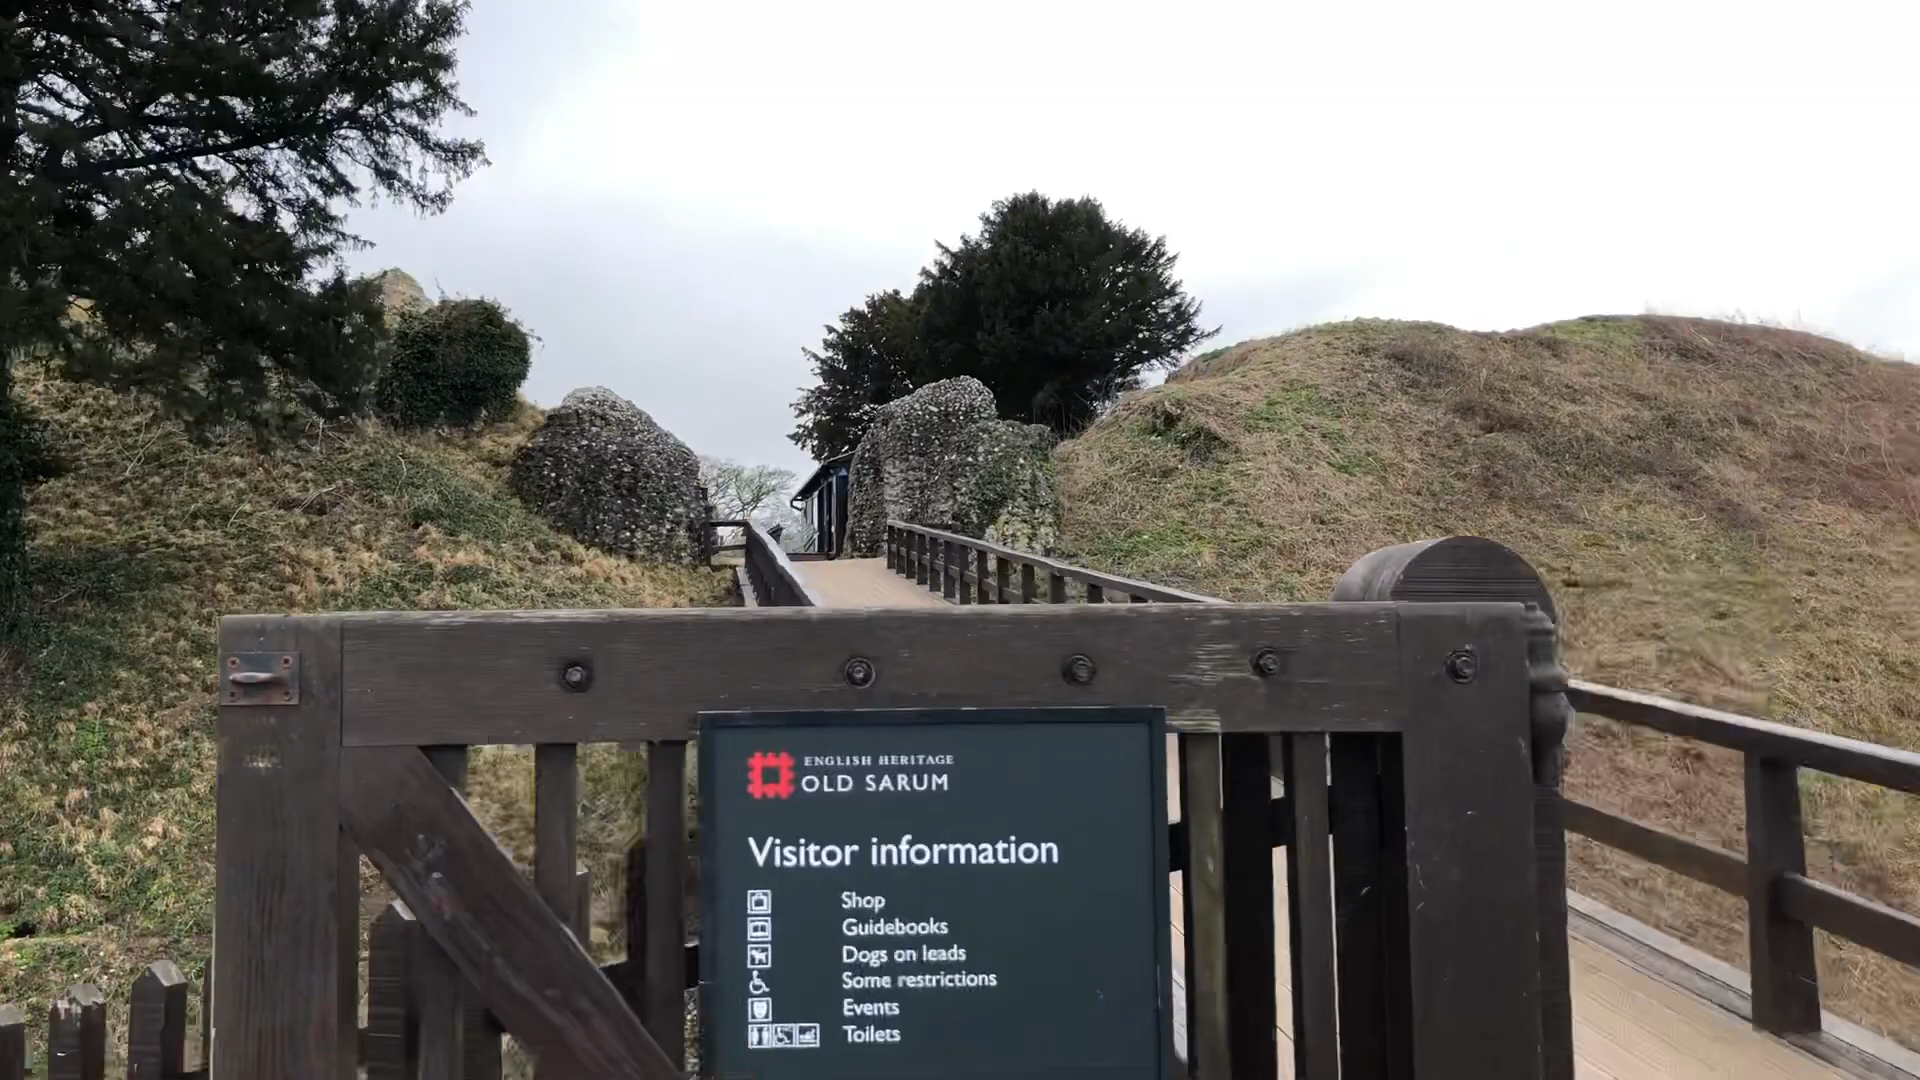 ENGLISH HERITAGE
OLD SARUM
Visitor information
Shop
Guidebooks
Dogs on leads
Some restrictions
Events
Toilets